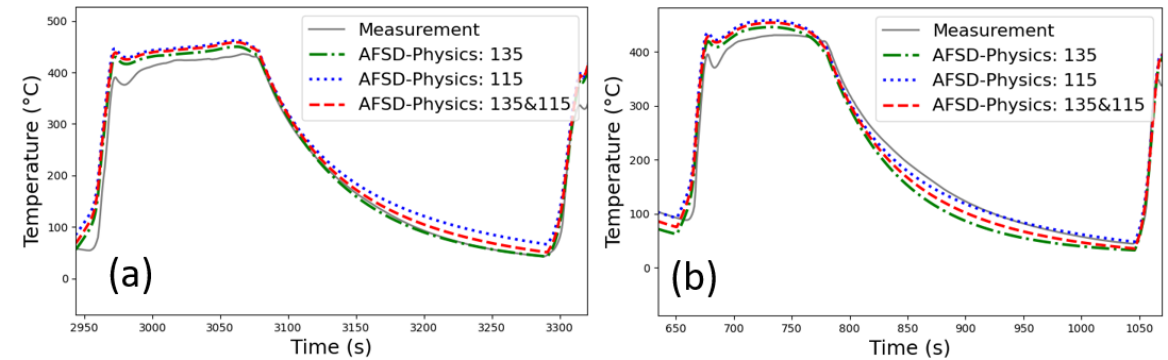 500
400
300
200
100
0
Temperature (°C)
Measurement
AFSD-Physics: 135
AFSD-Physics: 115
AFSD-Physics: 135&115
(a)
2950 3000 3050 3100 3150 3200 3250 3300
Time (s)
400
300
200
100
0
Temperature (°C)
Measurement
AFSD-Physics: 135
AFSD-Physics: 115
AFSD-Physics: 135&115
(b)
650 700 750 800 850 900 950 1000 1050
Time (s)